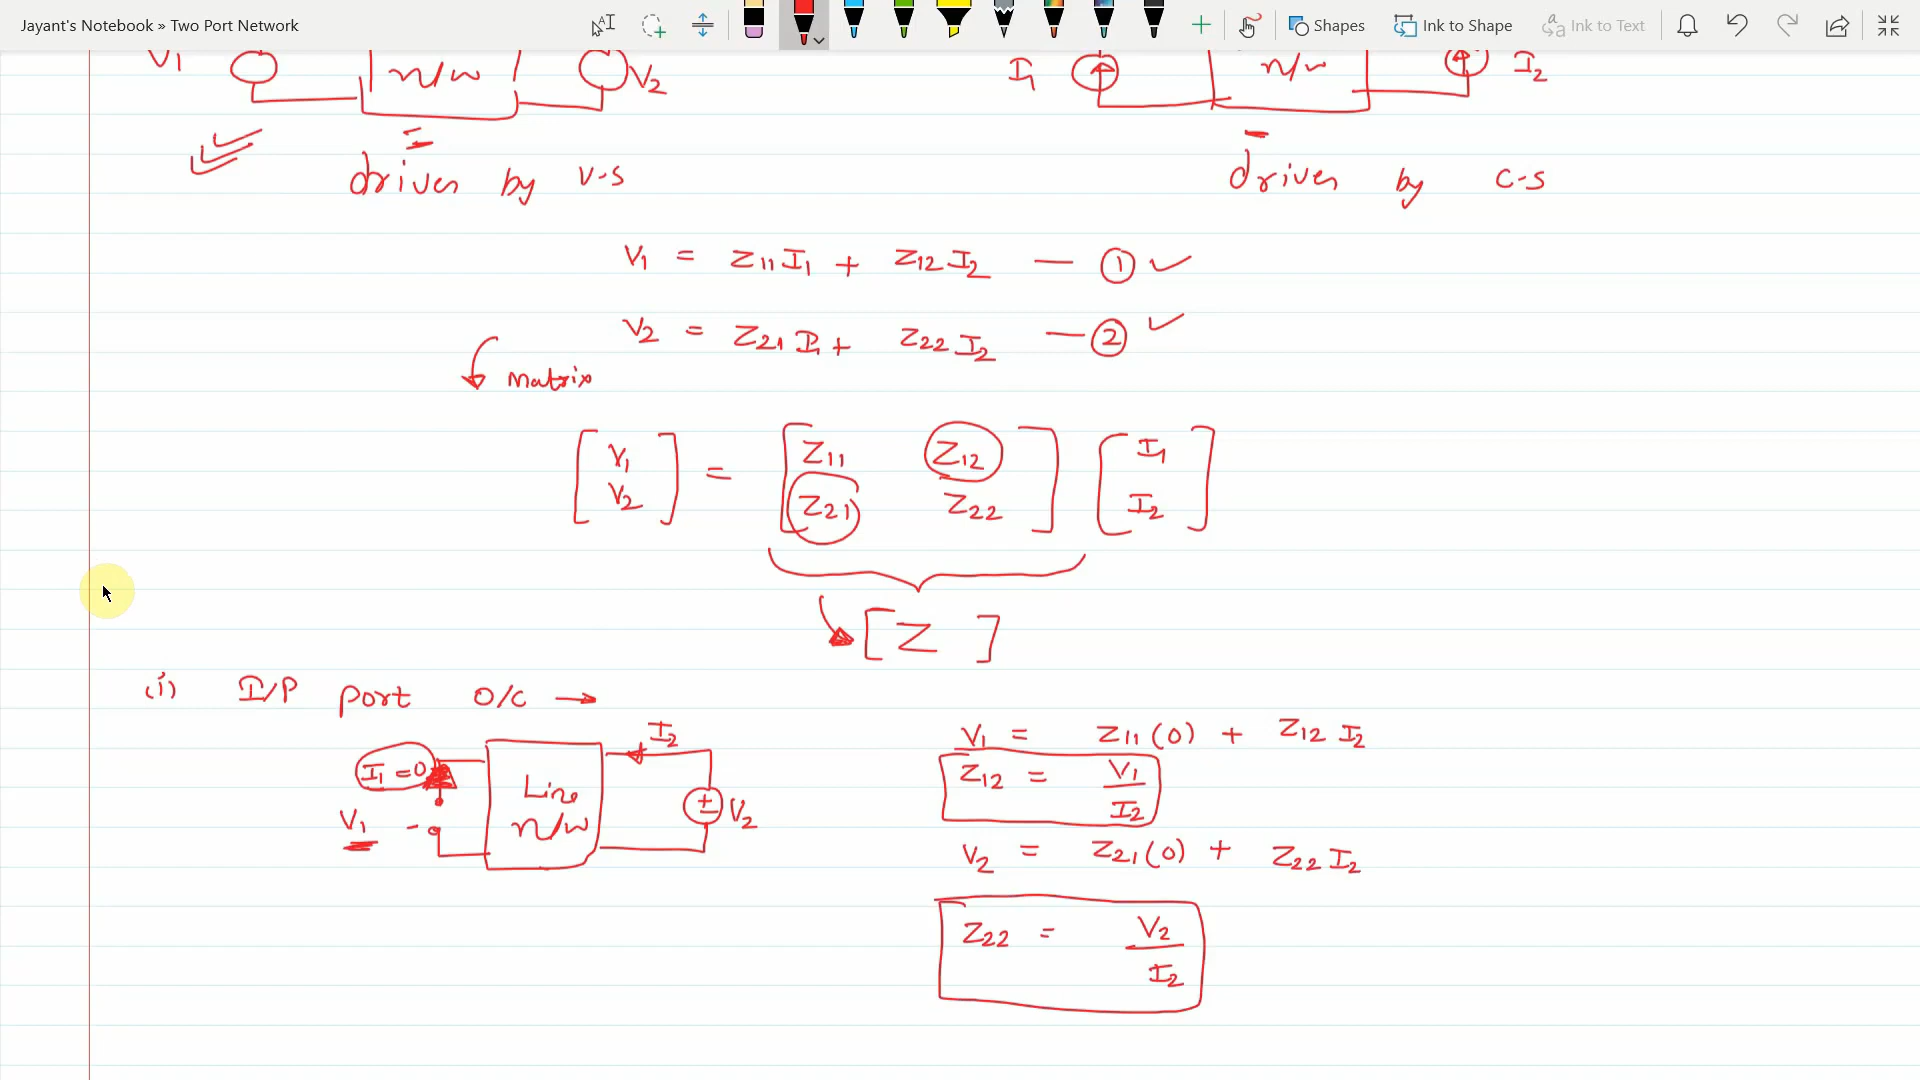 Jayant's Notebook » Two Port Network
Shapes Ink to Shape Ink to Text
V1 n/w V2 I1 n/w I2
driven by V-S driven by C-S
V1 = Z11 I1 + Z12 I2 — ①
V2 = Z21 I1 + Z22 I2 — ②
Matrix
[V1 V2] = [Z11 Z12 Z21 Z22] [I1 I2]
[Z ]
(i) I/P port O/C →
I2
I1 = 0
Line
n/w
V1 - + V2
V1 = Z11(0) + Z12 I2
Z12 = V1/I2
V2 = Z21(0) + Z22 I2
Z22 = V2/I2